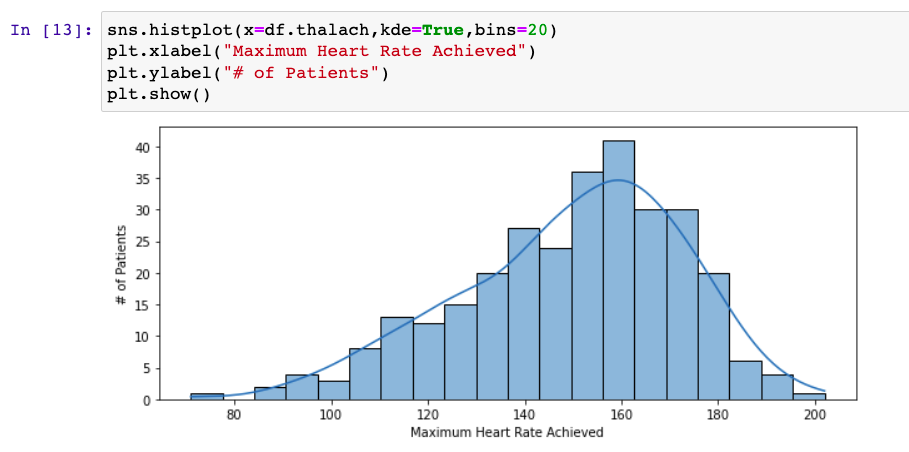 In [13]: sns.histplot(x=df.thalach,kde=True,bins=20)
plt.xlabel("Maximum Heart Rate Achieved")
plt.ylabel("# of Patients")
plt.show()
40
35
30
25
20
15
10
5
0
# of Patients
80 100 120 140 160 180 200
Maximum Heart Rate Achieved